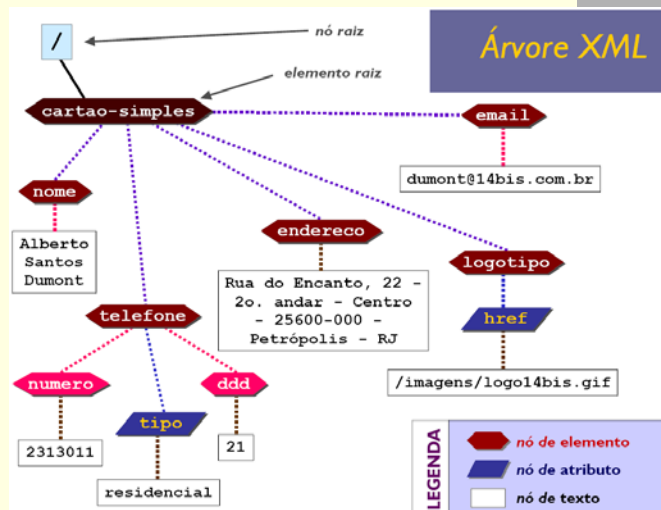 Árvore XML
/
nó raiz
elemento raiz
cartao-simples
email
dumont@14bis.com.br
nome
Alberto
Santos
Dumont
endereco
Rua do Encanto, 22 -
2o. andar - Centro
- 25600-000 -
Petrópolis - RJ
logotipo
href
/imagens/logo14bis.gif
telefone
numero
ddd
tipo
2313011
21
residencial
LEGENDA
nó de elemento
nó de atributo
nó de texto